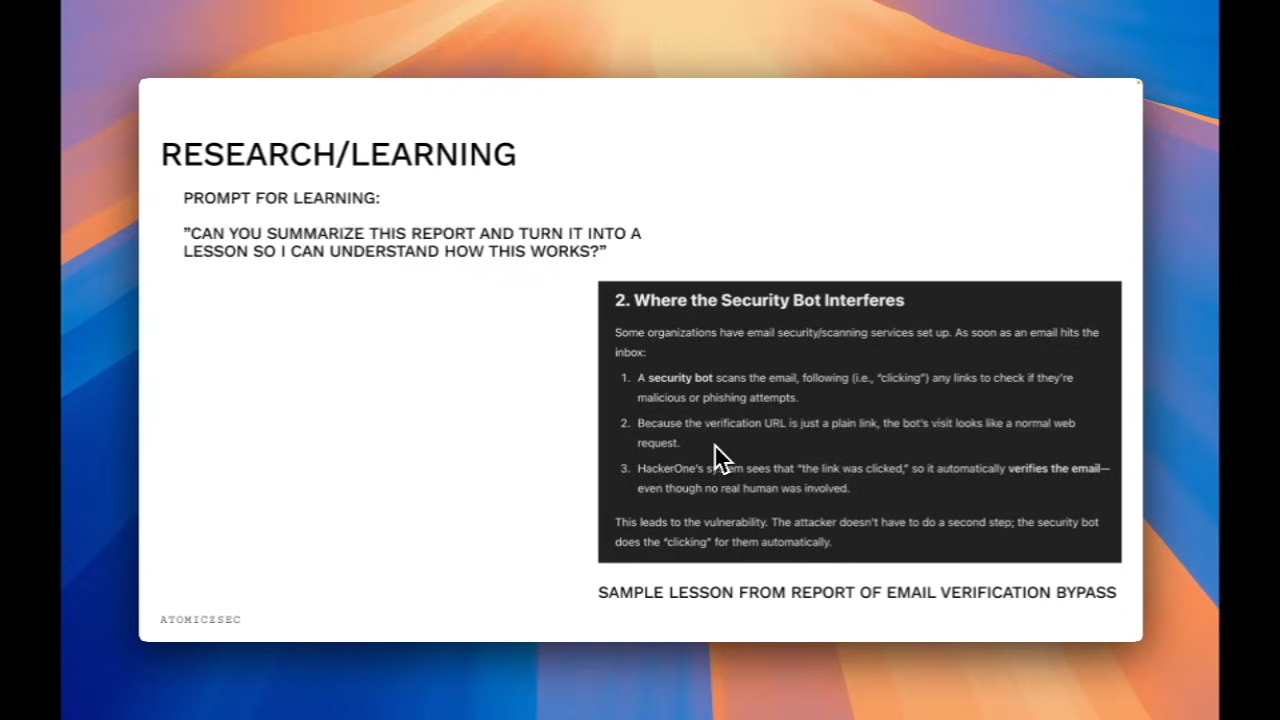 RESEARCH/LEARNING
PROMPT FOR LEARNING:
”CAN YOU SUMMARIZE THIS REPORT AND TURN IT INTO A
LESSON SO I CAN UNDERSTAND HOW THIS WORKS?”
2. Where the Security Bot Interferes
Some organizations have email security/scanning services set up. As soon as an email hits the
inbox:
1. A security bot scans the email, following (i.e., “clicking”) any links to check if they're
malicious or phishing attempts.
2. Because the verification URL is just a plain link, the bot's visit looks like a normal web
request.
3. HackerOne's system sees that “the link was clicked,” so it automatically verifies the email—
even though no real human was involved.
This leads to the vulnerability. The attacker doesn't have to do a second step; the security bot
does the “clicking” for them automatically.
SAMPLE LESSON FROM REPORT OF EMAIL VERIFICATION BYPASS
ATOMICZSEC